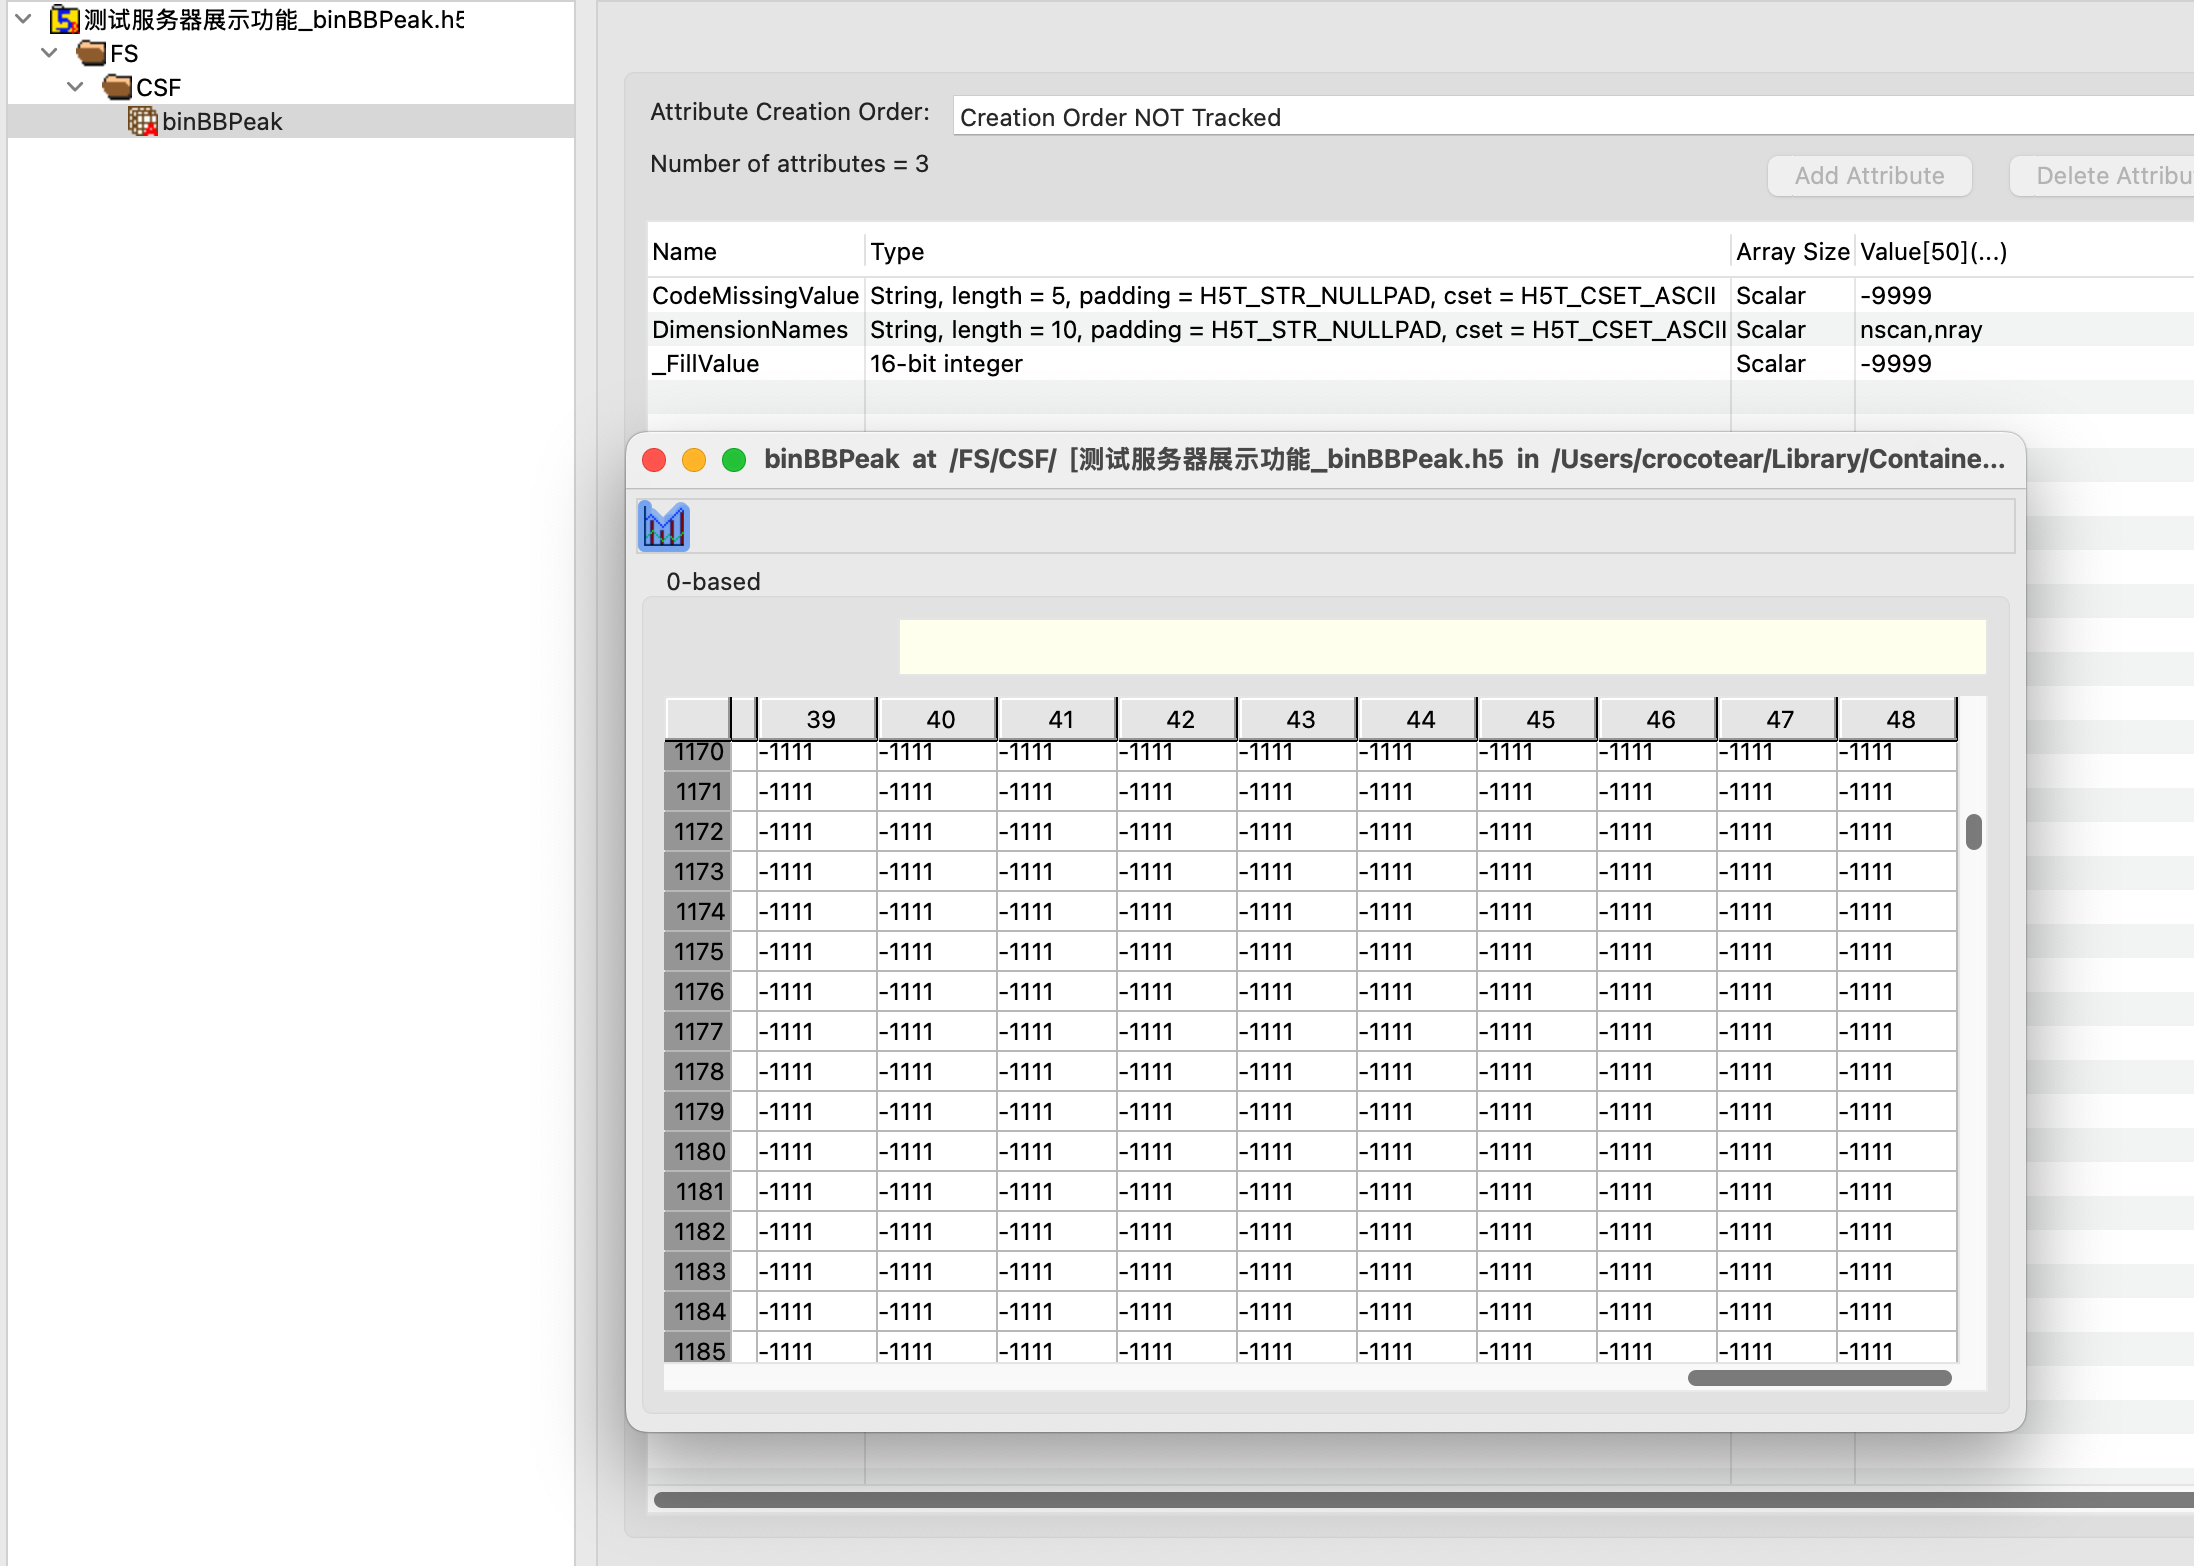 测试服务器展示功能_binBBPeak.h5
FS
CSF
binBBPeak
Attribute Creation Order: Creation Order NOT Tracked
Number of attributes = 3
Add Attribute Delete Attribu
Name Type Array Size Value[50](...)
CodeMissingValue String, length = 5, padding = H5T_STR_NULLPAD, cset = H5T_CSET_ASCII Scalar -9999
DimensionNames String, length = 10, padding = H5T_STR_NULLPAD, cset = H5T_CSET_ASCII Scalar nscan,nray
_FillValue 16-bit integer Scalar -9999
binBBPeak at /FS/CSF/ [测试服务器展示功能_binBBPeak.h5 in /Users/crocotear/Library/Containe...
0-based
39 40 41 42 43 44 45 46 47 48
1170 -1111 -1111 -1111 -1111 -1111 -1111 -1111 -1111 -1111 -1111
1171 -1111 -1111 -1111 -1111 -1111 -1111 -1111 -1111 -1111 -1111
1172 -1111 -1111 -1111 -1111 -1111 -1111 -1111 -1111 -1111 -1111
1173 -1111 -1111 -1111 -1111 -1111 -1111 -1111 -1111 -1111 -1111
1174 -1111 -1111 -1111 -1111 -1111 -1111 -1111 -1111 -1111 -1111
1175 -1111 -1111 -1111 -1111 -1111 -1111 -1111 -1111 -1111 -1111
1176 -1111 -1111 -1111 -1111 -1111 -1111 -1111 -1111 -1111 -1111
1177 -1111 -1111 -1111 -1111 -1111 -1111 -1111 -1111 -1111 -1111
1178 -1111 -1111 -1111 -1111 -1111 -1111 -1111 -1111 -1111 -1111
1179 -1111 -1111 -1111 -1111 -1111 -1111 -1111 -1111 -1111 -1111
1180 -1111 -1111 -1111 -1111 -1111 -1111 -1111 -1111 -1111 -1111
1181 -1111 -1111 -1111 -1111 -1111 -1111 -1111 -1111 -1111 -1111
1182 -1111 -1111 -1111 -1111 -1111 -1111 -1111 -1111 -1111 -1111
1183 -1111 -1111 -1111 -1111 -1111 -1111 -1111 -1111 -1111 -1111
1184 -1111 -1111 -1111 -1111 -1111 -1111 -1111 -1111 -1111 -1111
1185 -1111 -1111 -1111 -1111 -1111 -1111 -1111 -1111 -1111 -1111